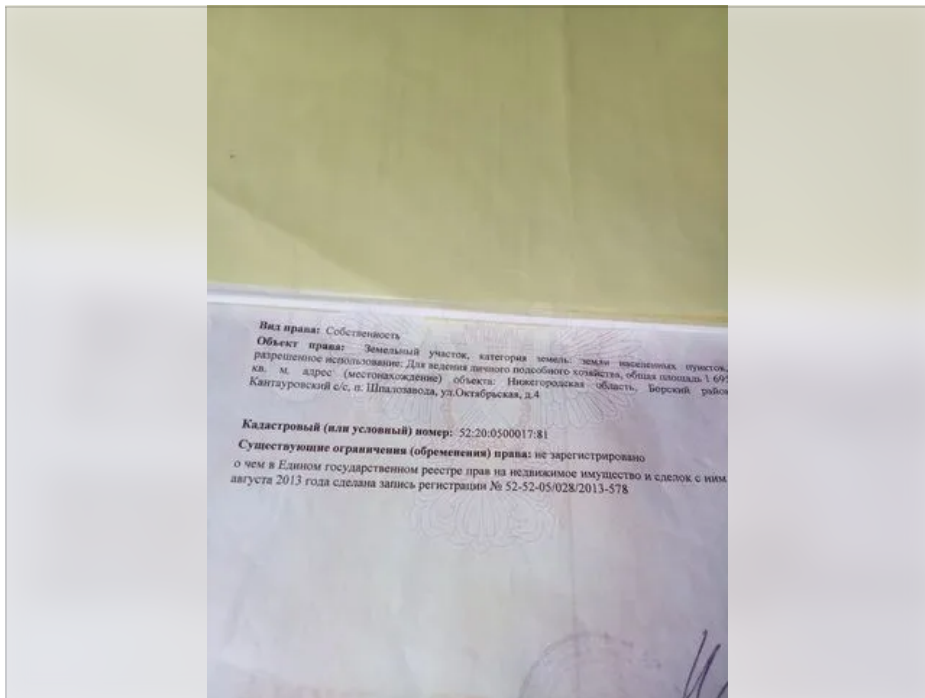 Вид права: Собственность
Объект права: Земельный участок, категория земель: земли населенных пунктов,
разрешенное использование: Для ведения личного подсобного хозяйства, общая площадь 1 695
кв. м, адрес (местонахождение) объекта: Нижегородская область, Борский район
Кантауровский с/с, п. Шпалозавода, ул.Октябрьская, д.4
Кадастровый (или условный) номер: 52:20:0500017:81
Существующие ограничения (обременения) права: не зарегистрировано
о чем в Едином государственном реестре прав на недвижимое имущество и сделок с ним
августа 2013 года сделана запись регистрации № 52-52-05/028/2013-578